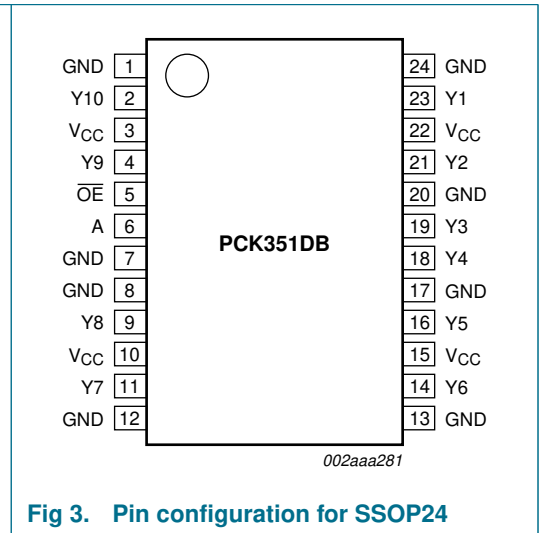 GND 1 24 GND
Y10 2 23 Y1
VCC 3 22 VCC
Y9 4 21 Y2
O̅E̅ 5 20 GND
A 6 19 Y3
PCK351DB
GND 7 18 Y4
GND 8 17 GND
Y8 9 16 Y5
VCC 10 15 VCC
Y7 11 14 Y6
GND 12 13 GND
002aaa281
Fig 3. Pin configuration for SSOP24